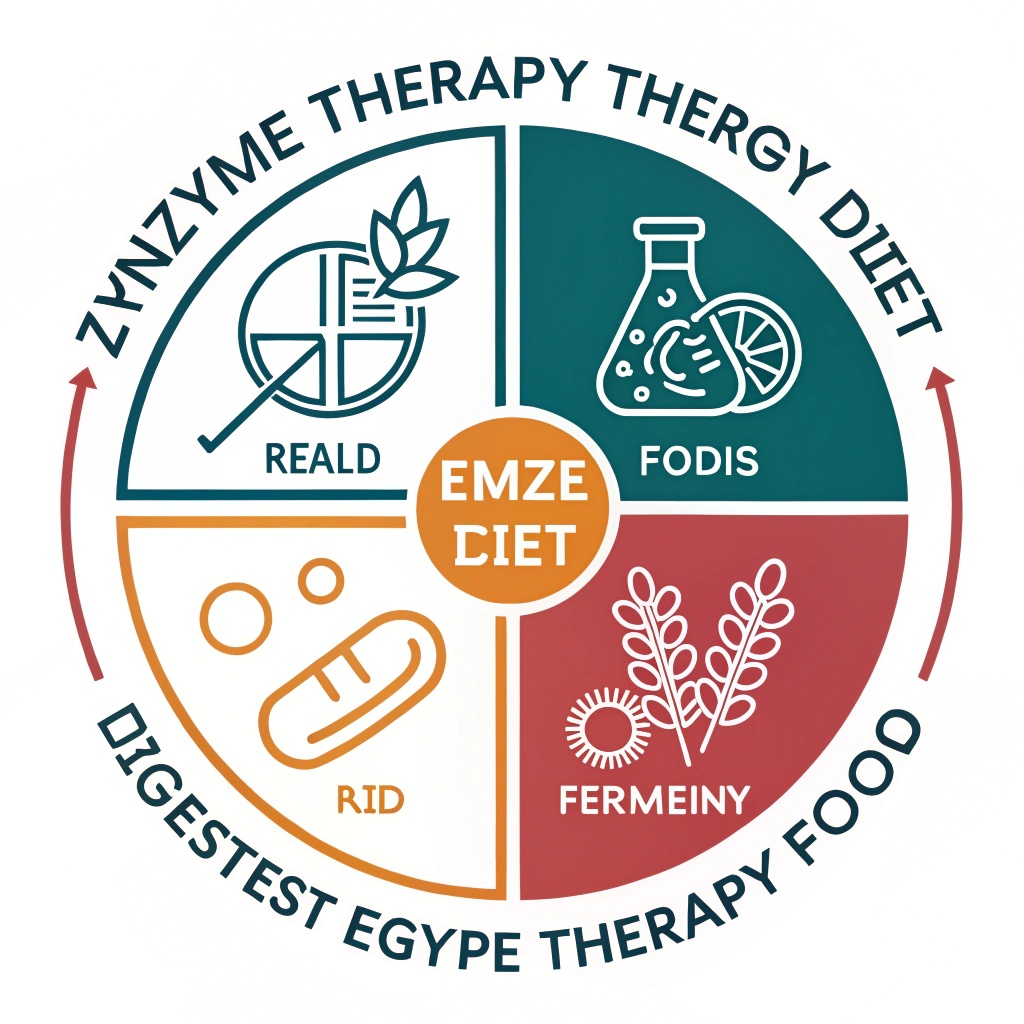 ZYNZYME THERAPY THERGY DIIET
REALD
FODIS
EMZE
DIET
RID
FERMEINY
DIGESTEST EGYPE THERAPY FOOD